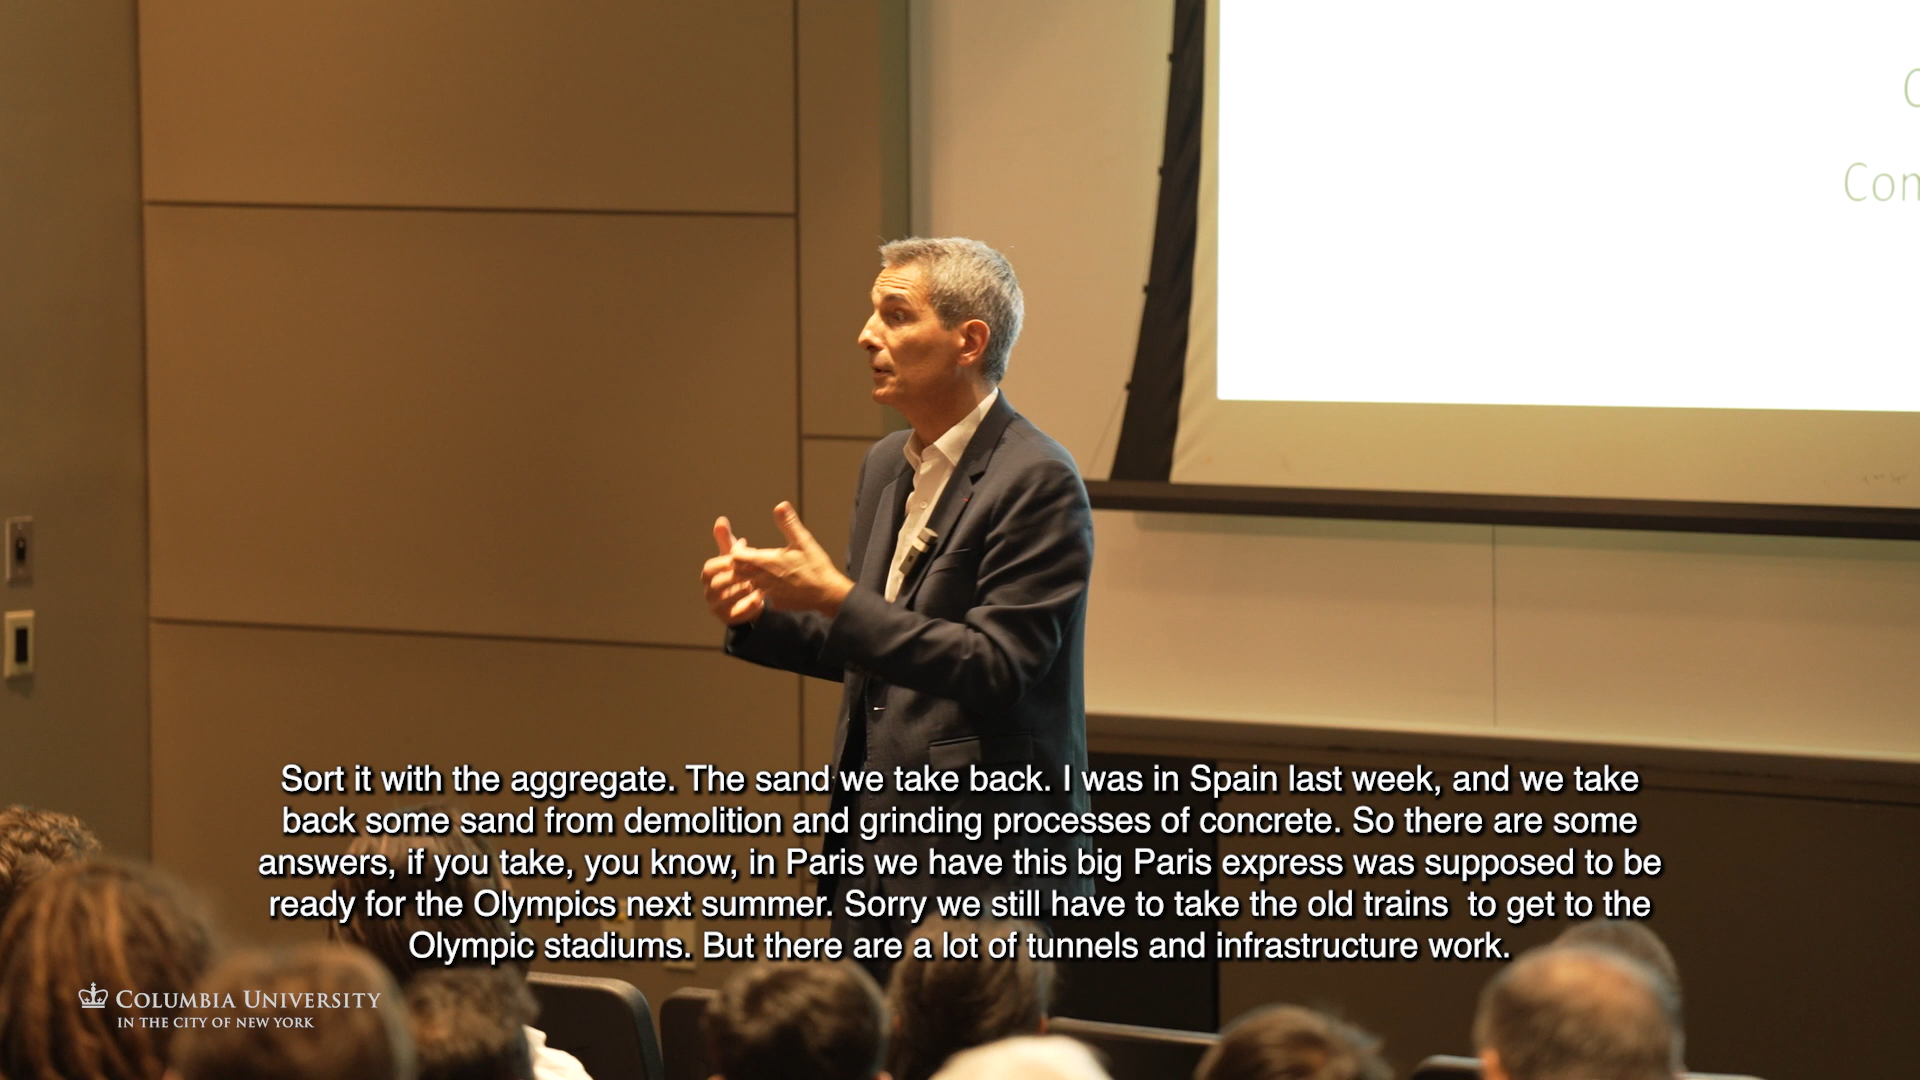 Con
Sort it with the aggregate. The sand we take back. I was in Spain last week, and we take
back some sand from demolition and grinding processes of concrete. So there are some
answers, if you take, you know, in Paris we have this big Paris express was supposed to be
ready for the Olympics next summer. Sorry we still have to take the old trains  to get to the
Olympic stadiums. But there are a lot of tunnels and infrastructure work.
COLUMBIA UNIVERSITY
IN THE CITY OF NEW YORK